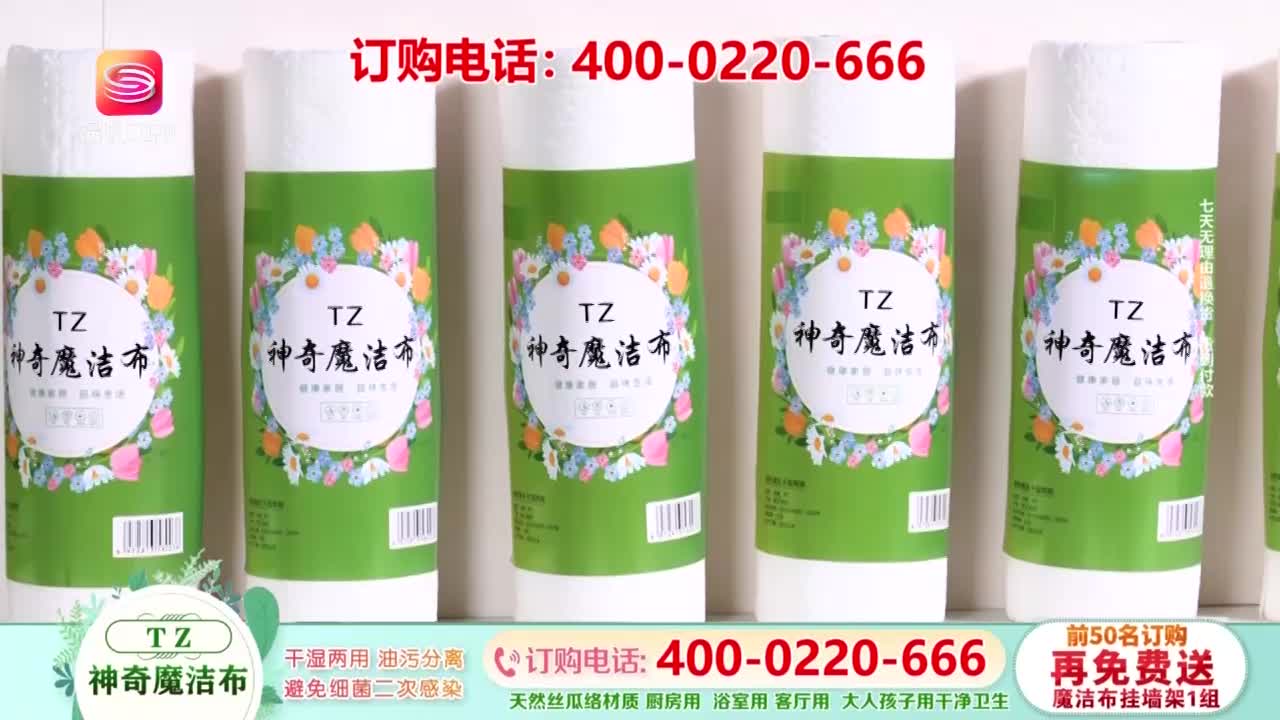 订购电话: 400-0220-666
TZ
神奇魔洁布
TZ
神奇魔洁布
TZ
神奇魔洁布
TZ
神奇魔洁布
TZ
神奇魔洁布
七天无理由退换
付款
TZ
神奇魔洁布
干湿两用 油污分离
避免细菌二次感染
订购电话: 400-0220-666
天然丝瓜络材质 厨房用 浴室用 客厅用 大人孩子用干净卫生
前50名订购
再免费送
魔洁布挂墙架1组